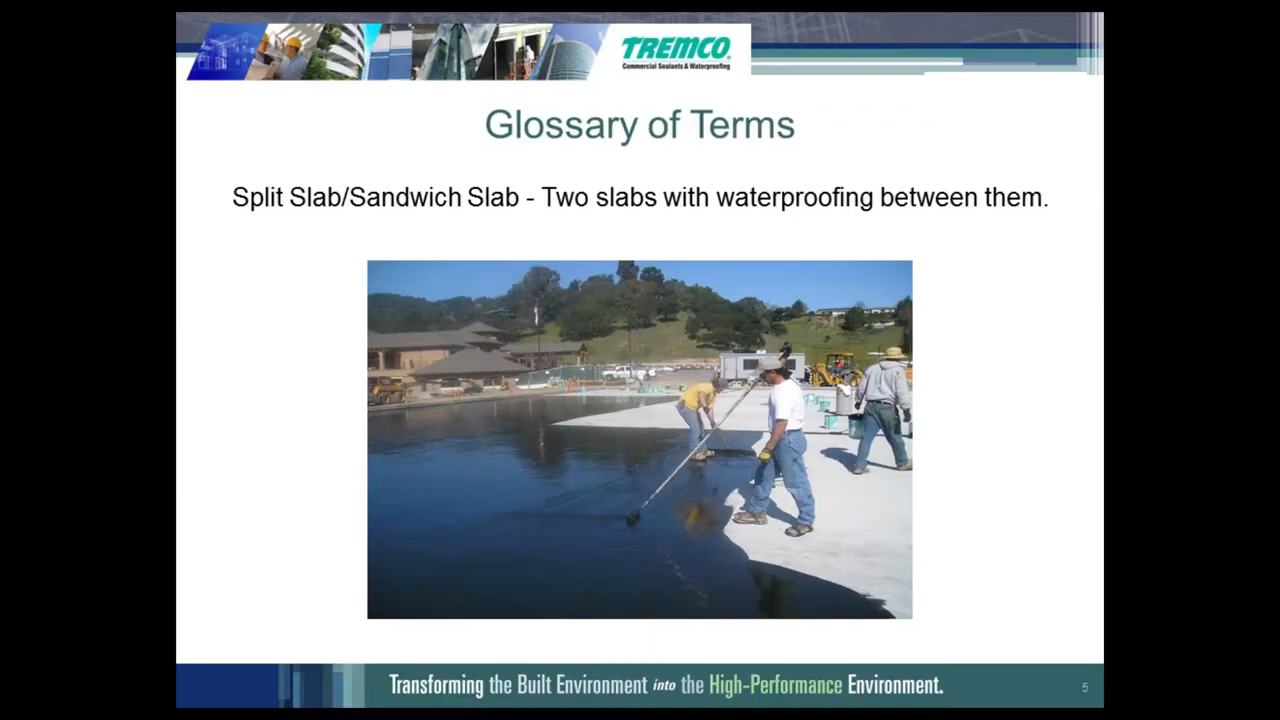 TREMCO
Commercial Sealants & Waterproofing
Glossary of Terms
Split Slab/Sandwich Slab - Two slabs with waterproofing between them.
Transforming the Built Environment into the High-Performance Environment.
5